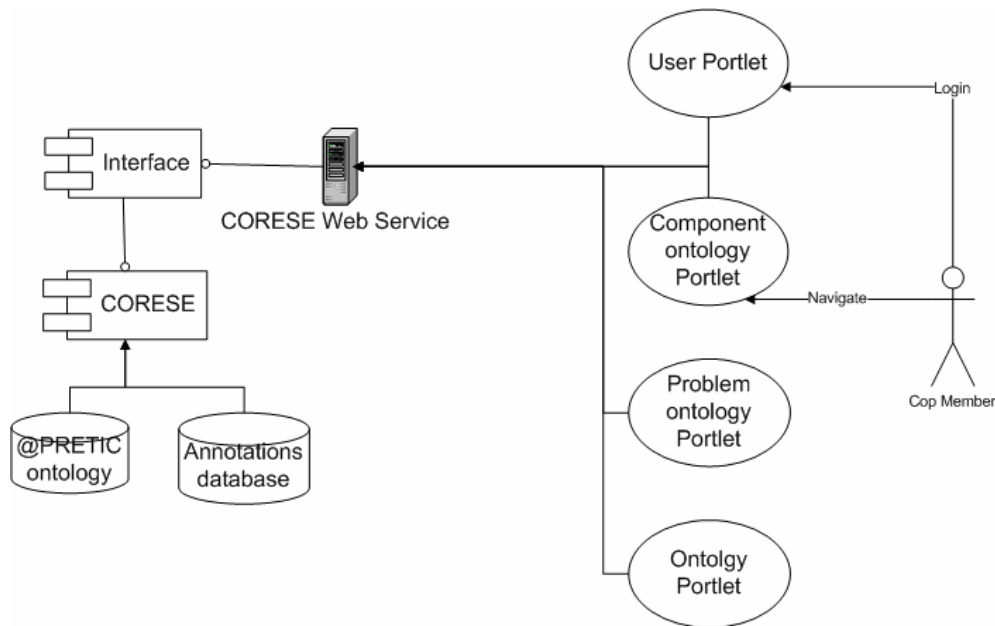 User Portlet
Login
Interface
CORESE Web Service
Component
ontology
Portlet
CORESE
Navigate
Cop Member
Problem
ontology
Portlet
@PRETIC
ontology
Annotations
database
Ontolgy
Portlet